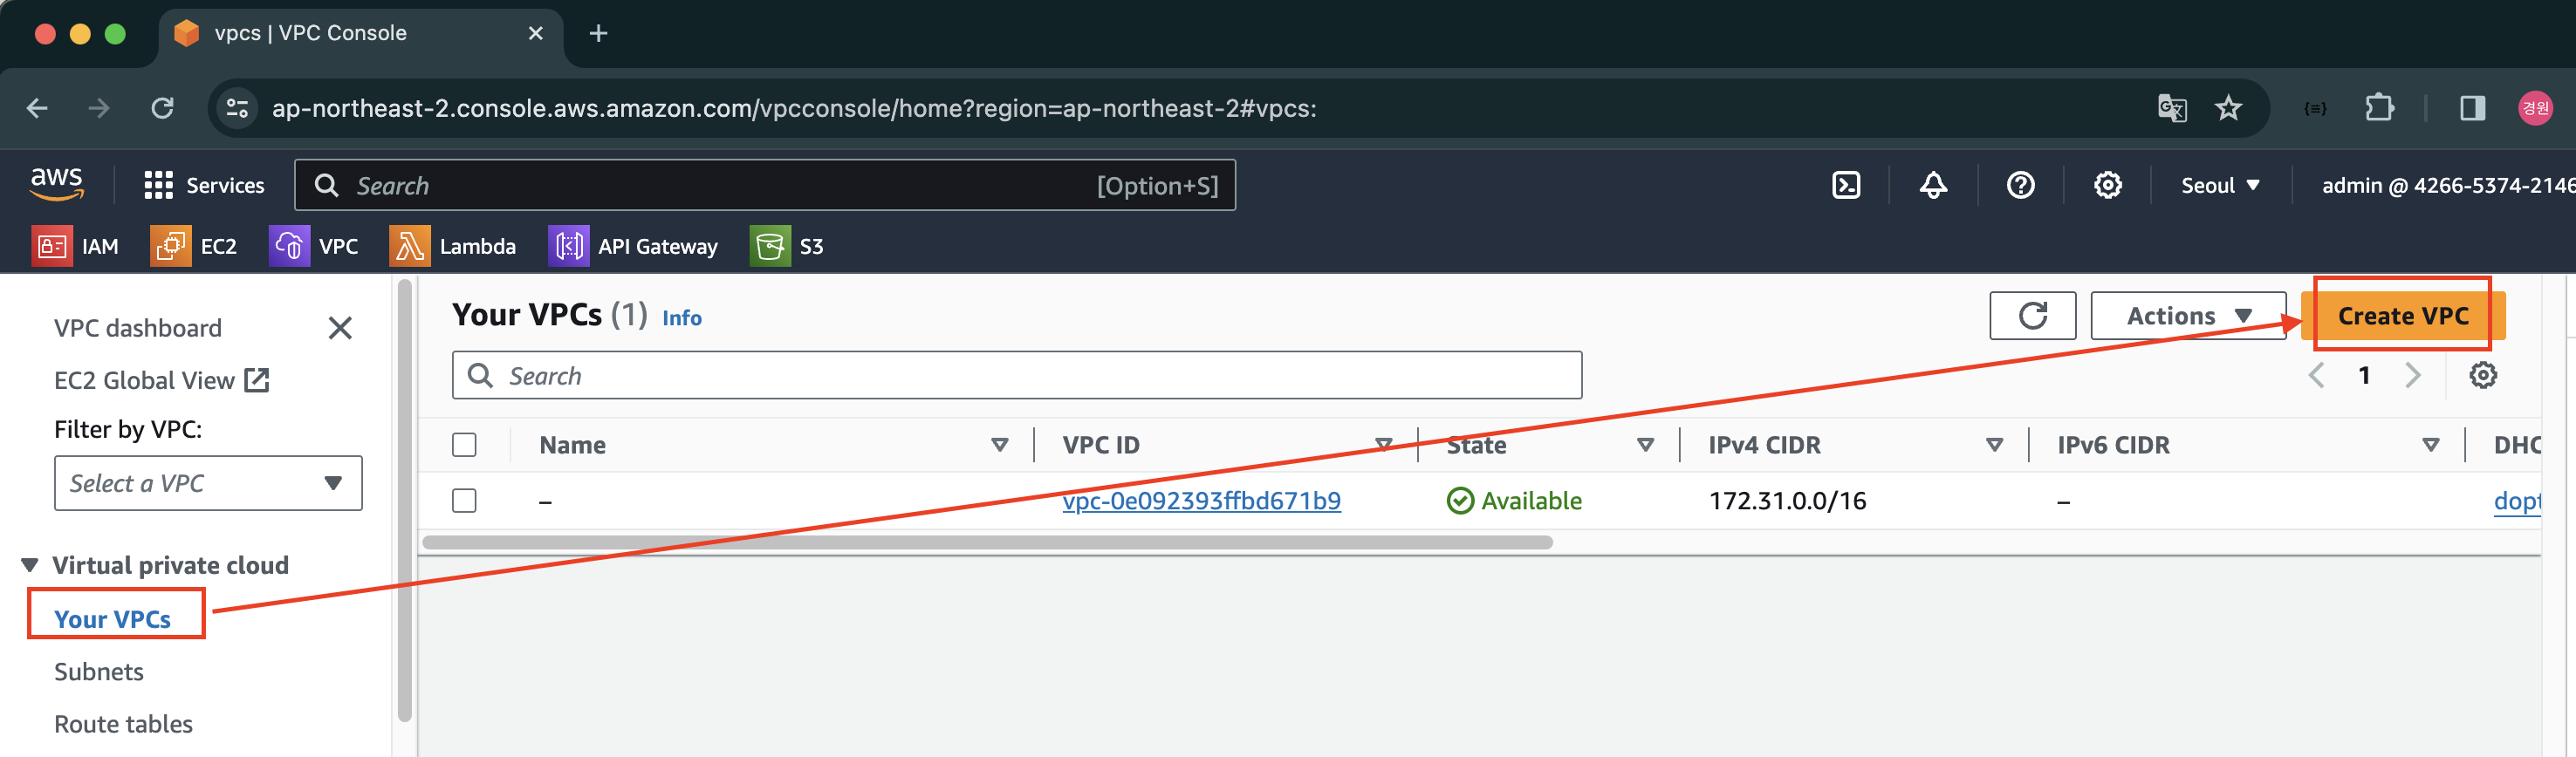 vpcs | VPC Console
ap-northeast-2.console.aws.amazon.com/vpcconsole/home?region=ap-northeast-2#vpcs:
경원
aws
Services
Search
[Option+S]
Seoul
admin @ 4266-5374-2146
IAM
EC2
VPC
Lambda
API Gateway
S3
VPC dashboard
EC2 Global View
Filter by VPC:
Select a VPC
Virtual private cloud
Your VPCs
Subnets
Route tables
Your VPCs (1) Info
Actions
Create VPC
Search
1
Name VPC ID State IPv4 CIDR IPv6 CIDR DHC
– vpc-0e092393ffbd671b9 Available 172.31.0.0/16 – dopt